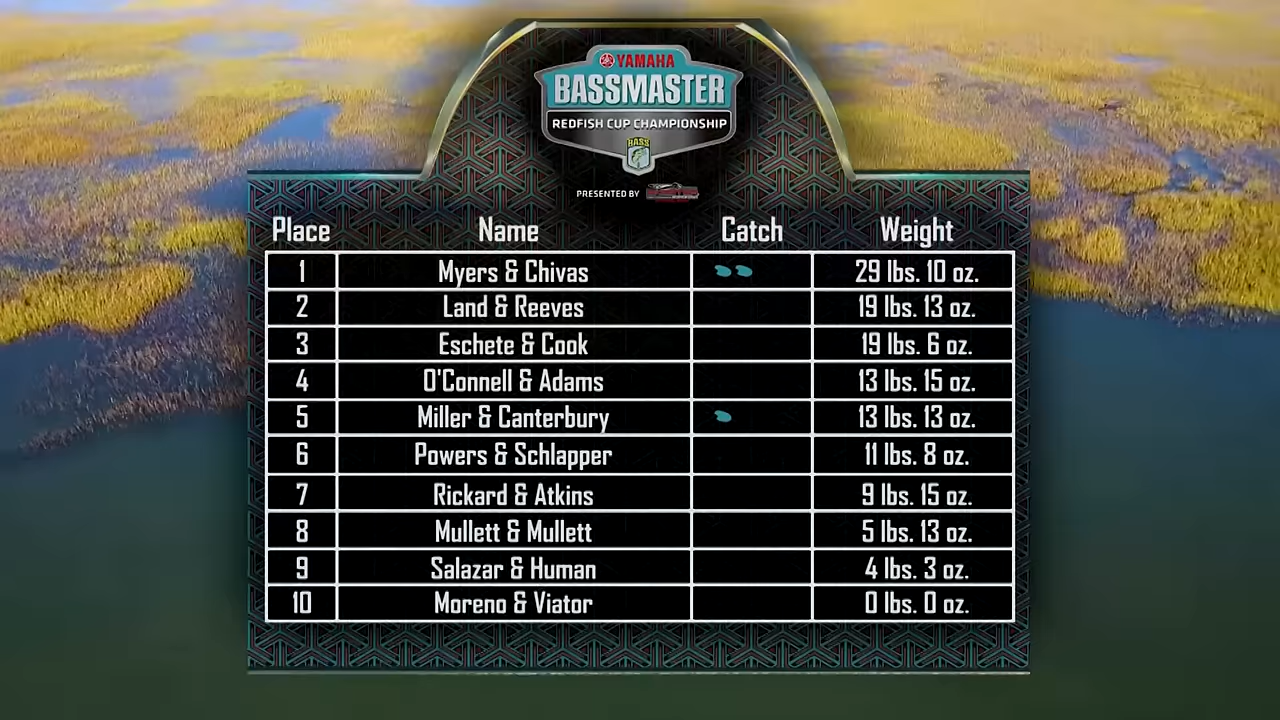 YAMAHA
BASSMASTER
REDFISH CUP CHAMPIONSHIP
BASS
PRESENTED BY
Place Name Catch Weight
1 Myers & Chivas 29 lbs. 10 oz.
2 Land & Reeves 19 lbs. 13 oz.
3 Eschete & Cook 19 lbs. 6 oz.
4 O'Connell & Adams 13 lbs. 15 oz.
5 Miller & Canterbury 13 lbs. 13 oz.
6 Powers & Schlapper 11 lbs. 8 oz.
7 Rickard & Atkins 9 lbs. 15 oz.
8 Mullett & Mullett 5 lbs. 13 oz.
9 Salazar & Human 4 lbs. 3 oz.
10 Moreno & Viator 0 lbs. 0 oz.